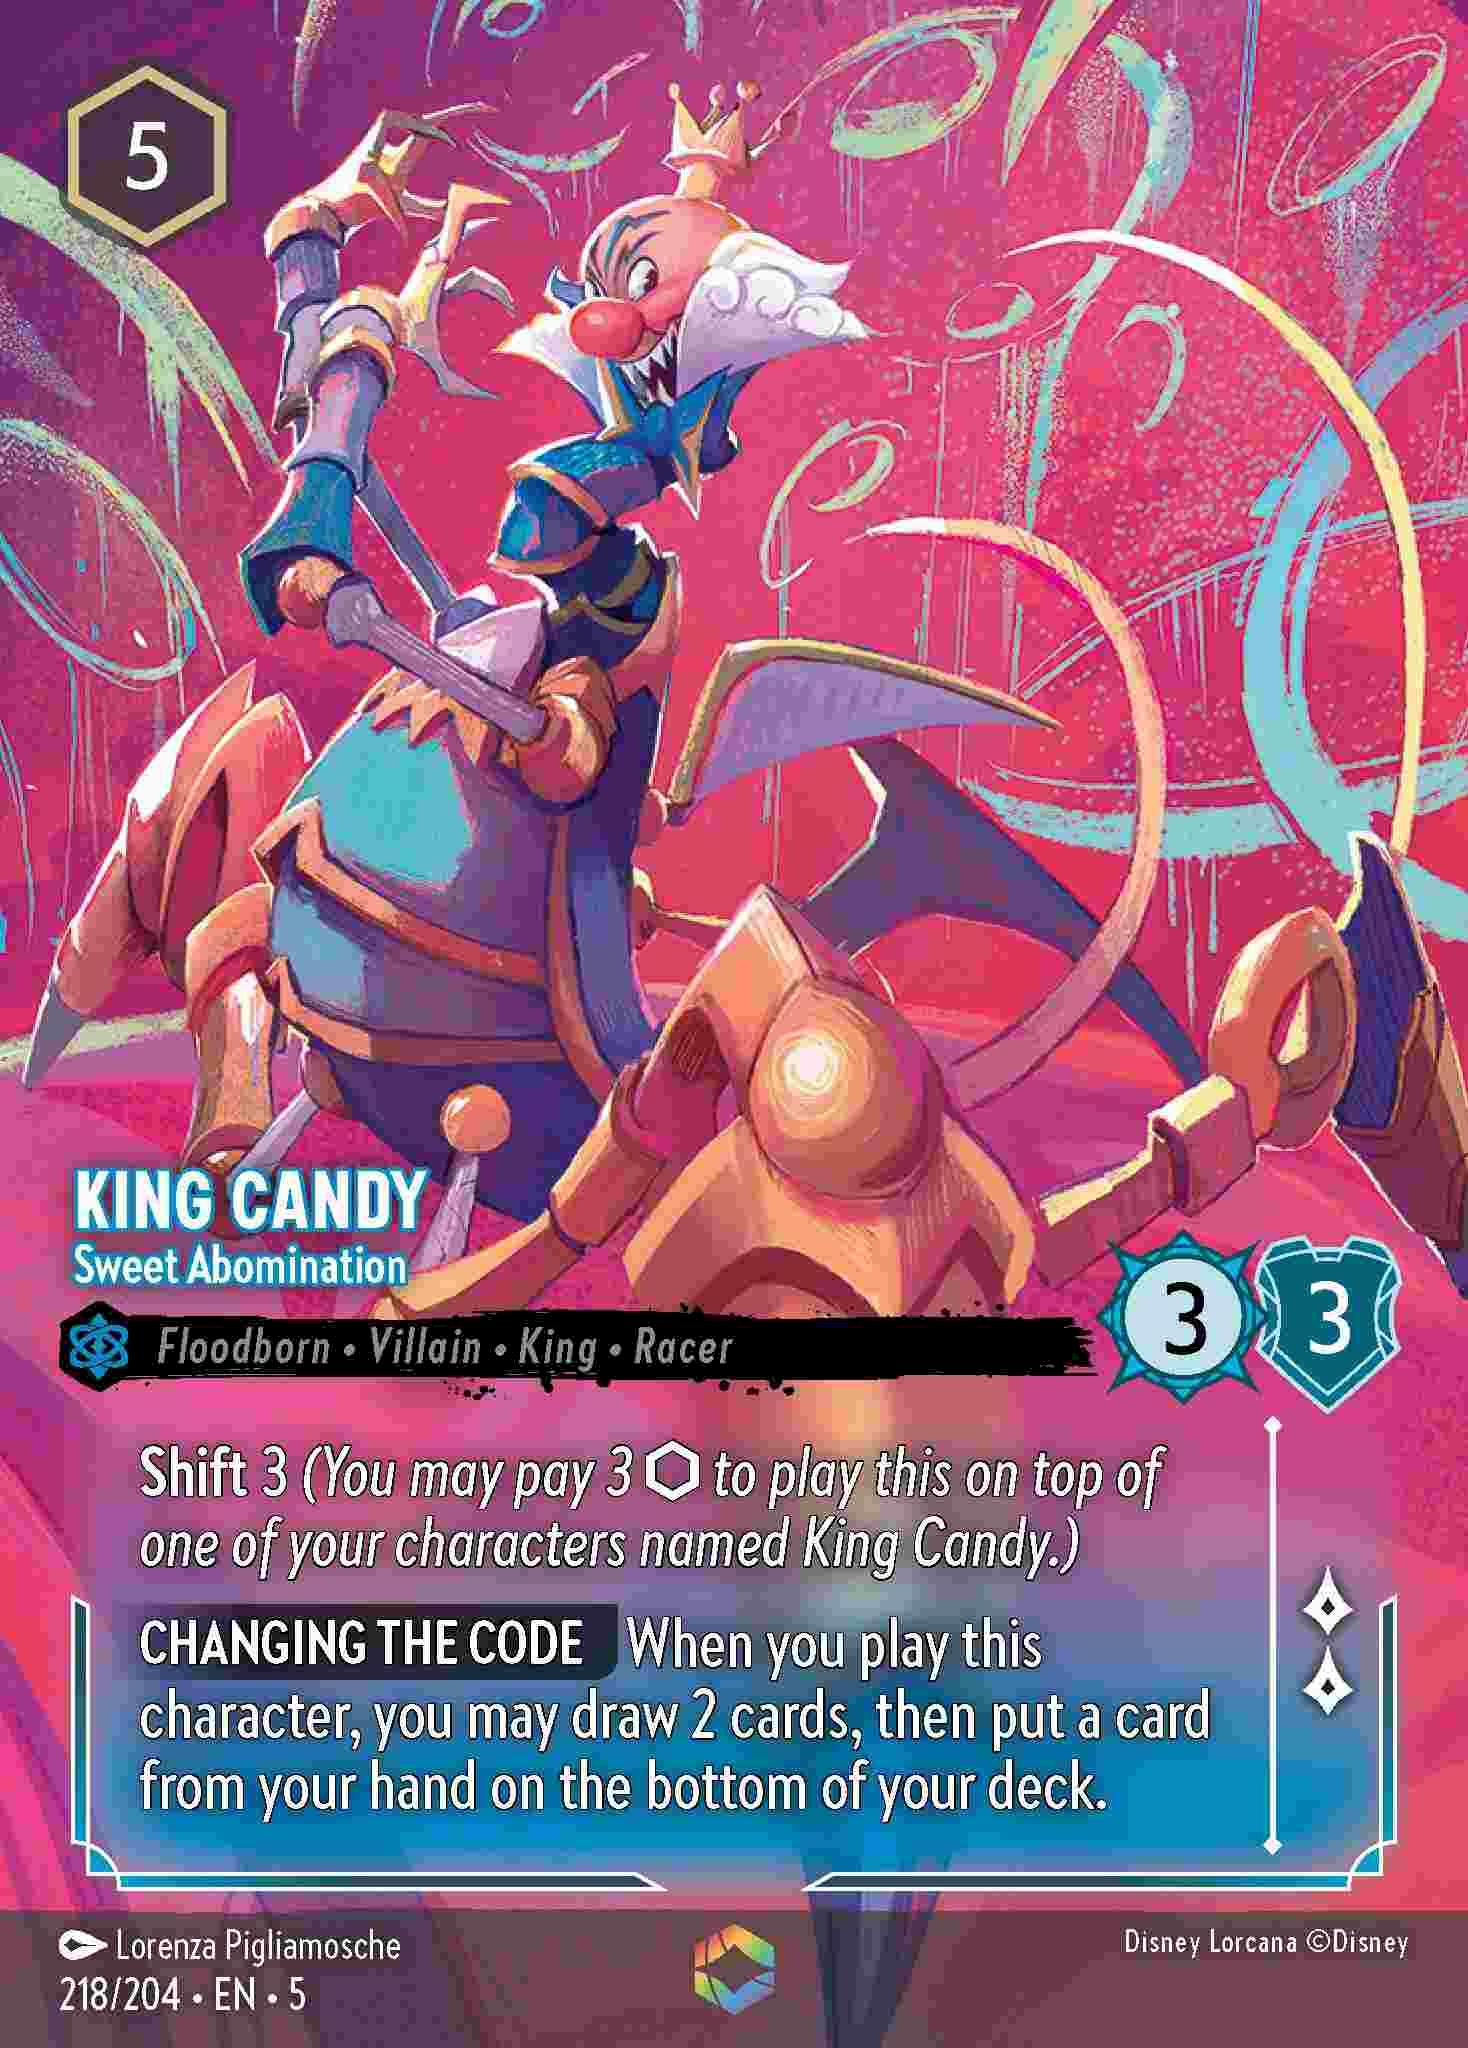 5
KING CANDY
Sweet Abomination
Floodborn • Villain • King • Racer
3
3
Shift 3 (You may pay 3 ⬡ to play this on top of
one of your characters named King Candy.)
CHANGING THE CODE When you play this
character, you may draw 2 cards, then put a card
from your hand on the bottom of your deck.
Lorenza Pigliamosche
Disney Lorcana ©Disney
218/204 • EN • 5